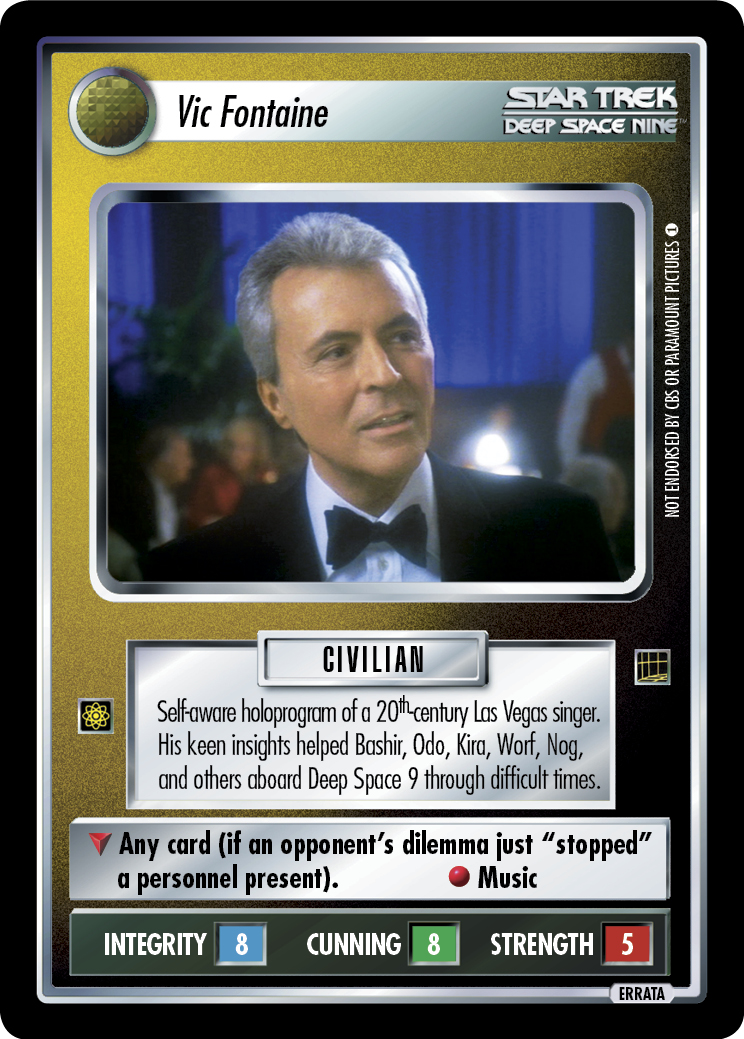 Vic Fontaine
STAR TREK
DEEP SPACE NINE™
NOT ENDORSED BY CBS OR PARAMOUNT PICTURES 1
CIVILIAN
Self-aware holoprogram of a 20th-century Las Vegas singer.
His keen insights helped Bashir, Odo, Kira, Worf, Nog,
and others aboard Deep Space 9 through difficult times.
Any card (if an opponent's dilemma just “stopped”
a personnel present). Music
INTEGRITY 8 CUNNING 8 STRENGTH 5
ERRATA